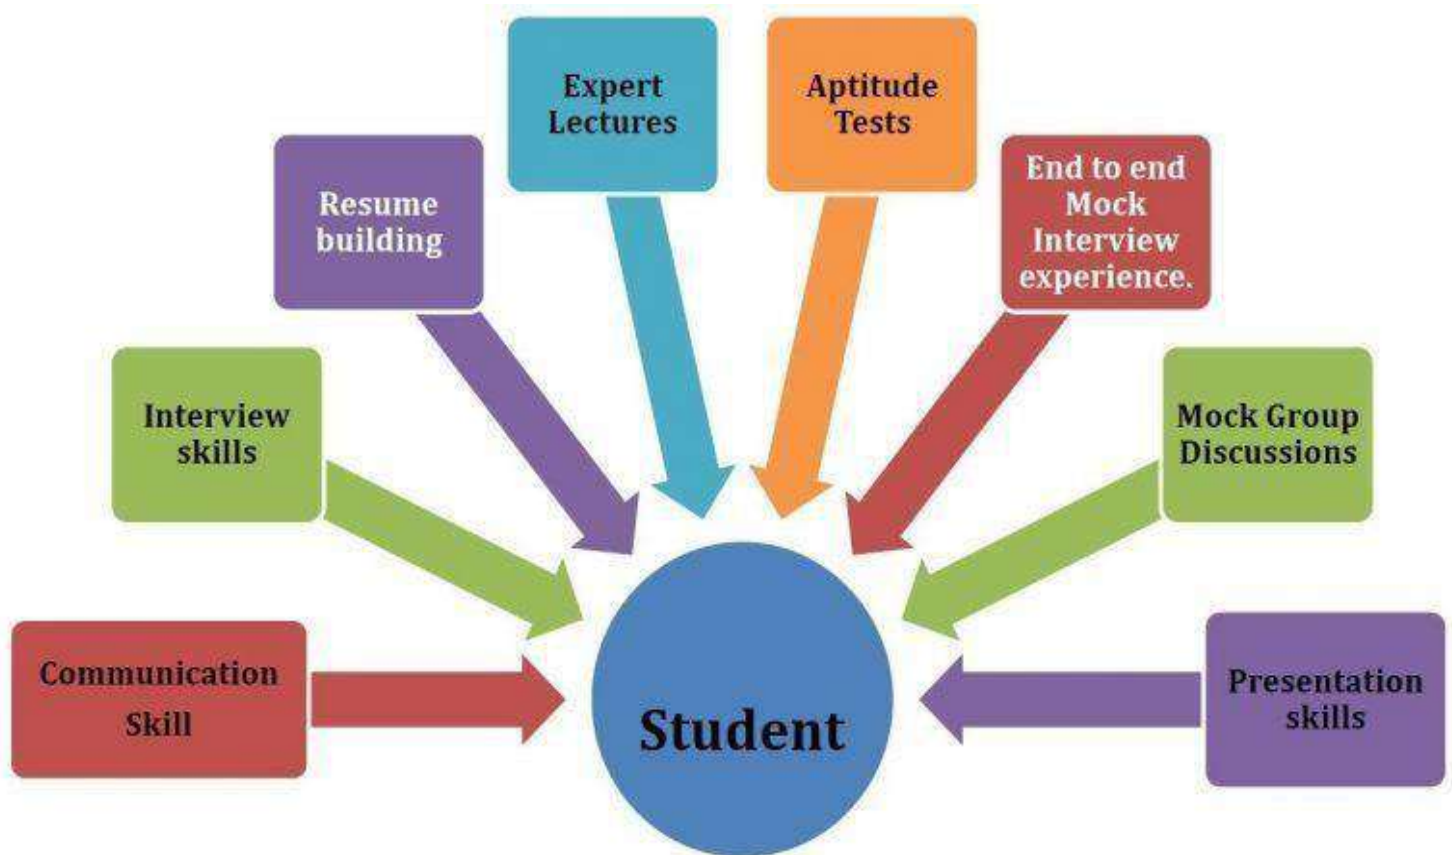 Expert
Lectures
Aptitude
Tests
Resume
building
End to end
Mock
Interview
experience.
Interview
skills
Mock Group
Discussions
Communication
Skill
Student
Presentation
skills